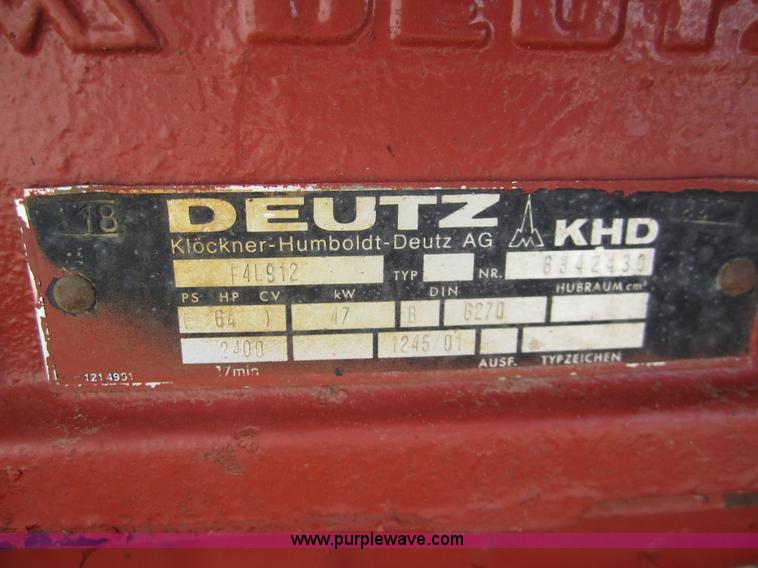 DEUTZ
18 DEUTZ KHD
Klöckner-Humboldt-Deutz AG
F4L912 TYP NR. 6342430
PS HP CV kW DIN HUBRAUM cm³
( 64 ) 47 B 6270
2400 1245/01 AUSF. TYPZEICHEN
1214901 1/min
www.purplewave.com